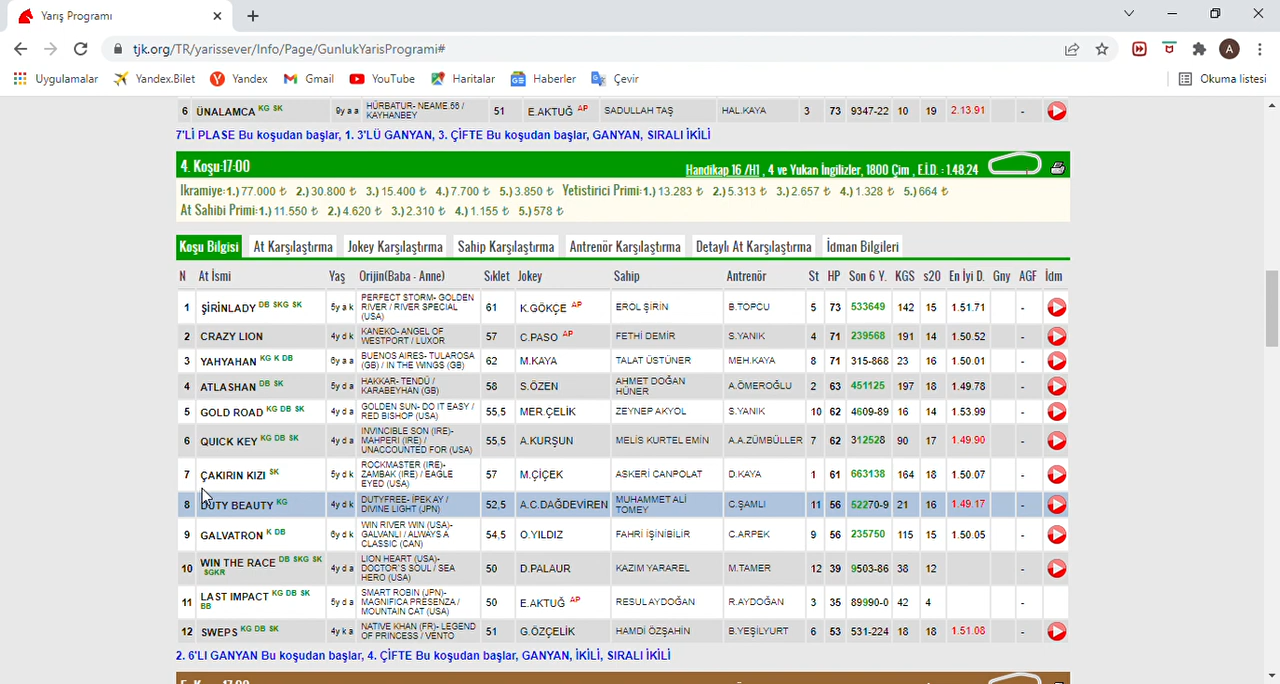 Yarış Programı
tjk.org/TR/yarissever/Info/Page/GunlukYarisProgrami#
A
Uygulamalar Yandex.Bilet Yandex Gmail YouTube Haritalar Haberler Çevir Okuma listesi
6 ÜNALAMCA KG SK 9y a a HÜRBATUR- NEAME.56 / KAYHANBEY 51 E.AKTUĞ AP SADULLAH TAŞ HAL.KAYA 3 73 9347-22 10 19 2.13.91 -
7'Lİ PLASE Bu koşudan başlar, 1. 3'LÜ GANYAN, 3. ÇİFTE Bu koşudan başlar, GANYAN, SIRALI İKİLİ
4. Koşu:17:00 Handikap 16 /H1 , 4 ve Yukarı İngilizler, 1800 Çim , E.İ.D. : 1.48.24
İkramiye:1.) 77.000 ₺ 2.) 30.800 ₺ 3.) 15.400 ₺ 4.) 7.700 ₺ 5.) 3.850 ₺ Yetistirici Primi:1.) 13.283 ₺ 2.) 5.313 ₺ 3.) 2.657 ₺ 4.) 1.328 ₺ 5.) 664 ₺
At Sahibi Primi:1.) 11.550 ₺ 2.) 4.620 ₺ 3.) 2.310 ₺ 4.) 1.155 ₺ 5.) 578 ₺
Koşu Bilgisi At Karşılaştırma Jokey Karşılaştırma Sahip Karşılaştırma Antrenör Karşılaştırma Detaylı At Karşılaştırma İdman Bilgileri
N At İsmi Yaş Orijin(Baba - Anne) Sıklet Jokey Sahip Antrenör St HP Son 6 Y. KGS s20 En İyi D. Gny AGF İdm
1 ŞİRİNLADY DB SKG SK 5y a k PERFECT STORM- GOLDEN RIVER / RIVER SPECIAL (USA) 61 K.GÖKÇE AP EROL ŞİRİN B.TOPCU 5 73 533649 142 15 1.51.71 -
2 CRAZY LION 4y d k KANEKO- ANGEL OF WESTPORT / LUXOR 57 C.PASO AP FETHİ DEMİR S.YANIK 4 71 239568 191 14 1.50.52 -
3 YAHYAHAN KG K DB 6y a a BUENOS AIRES- TULAROSA (GB) / IN THE WINGS (GB) 62 M.KAYA TALAT ÜSTÜNER MEH.KAYA 8 71 315-868 23 16 1.50.01 -
4 ATLASHAN DB SK 5y d a HAKKAR- TENDÜ / KARABEYHAN (GB) 58 S.ÖZEN AHMET DOĞAN HÜNER A.ÖMEROĞLU 2 63 451125 197 18 1.49.78 -
5 GOLD ROAD KG DB SK 4y d a GOLDEN SUN- DO IT EASY / RED BISHOP (USA) 55,5 MER.ÇELİK ZEYNEP AKYOL S.YANIK 10 62 4609-89 16 14 1.53.99 -
6 QUICK KEY KG DB SK 4y d a INVINCIBLE SON (IRE)- MAHPERI (IRE) / UNACCOUNTED FOR (USA) 55,5 A.KURŞUN MELİS KURTEL EMİN A.A.ZÜMBÜLLER 7 62 312528 90 17 1.49.90 -
7 ÇAKIRIN KIZI SK 5y d k ROCKMASTER (IRE)- ZAMBAK (IRE) / EAGLE EYED (USA) 57 M.ÇİÇEK ASKERİ CANPOLAT D.KAYA 1 61 663138 164 18 1.50.07 -
8 DUTY BEAUTY KG 4y d k DUTYFREE- İPEK AY / DIVINE LIGHT (JPN) 52,5 A.C.DAĞDEVİREN MUHAMMET ALİ TOMEY C.ŞAMLI 11 56 52270-9 21 16 1.49.17 -
9 GALVATRON K DB 6y d k WIN RIVER WIN (USA)- GALVANLI / ALWAYS A CLASSIC (CAN) 54,5 O.YILDIZ FAHRİ İŞİNİBİLİR C.ARPEK 9 56 235750 115 15 1.50.05 -
10 WIN THE RACE DB SKG SK SGKR 4y d a LION HEART (USA)- DOCTOR'S SOUL / SEA HERO (USA) 50 D.PALAUR KAZIM YARAREL M.TAMER 12 39 9503-86 38 12 -
11 LAST IMPACT KG DB SK BB 5y d a SMART ROBIN (JPN)- MAGNIFICA PRESENZA / MOUNTAIN CAT (USA) 50 E.AKTUĞ AP RESUL AYDOĞAN R.AYDOĞAN 3 35 89990-0 42 4 -
12 SWEPS KG DB SK 4y k a NATIVE KHAN (FR)- LEGEND OF PRINCESS / VENTO 51 G.ÖZÇELİK HAMDİ ÖZŞAHİN B.YEŞİLYURT 6 53 531-224 18 18 1.51.08 -
2. 6'LI GANYAN Bu koşudan başlar, 4. ÇİFTE Bu koşudan başlar, GANYAN, İKİLİ, SIRALI İKİLİ